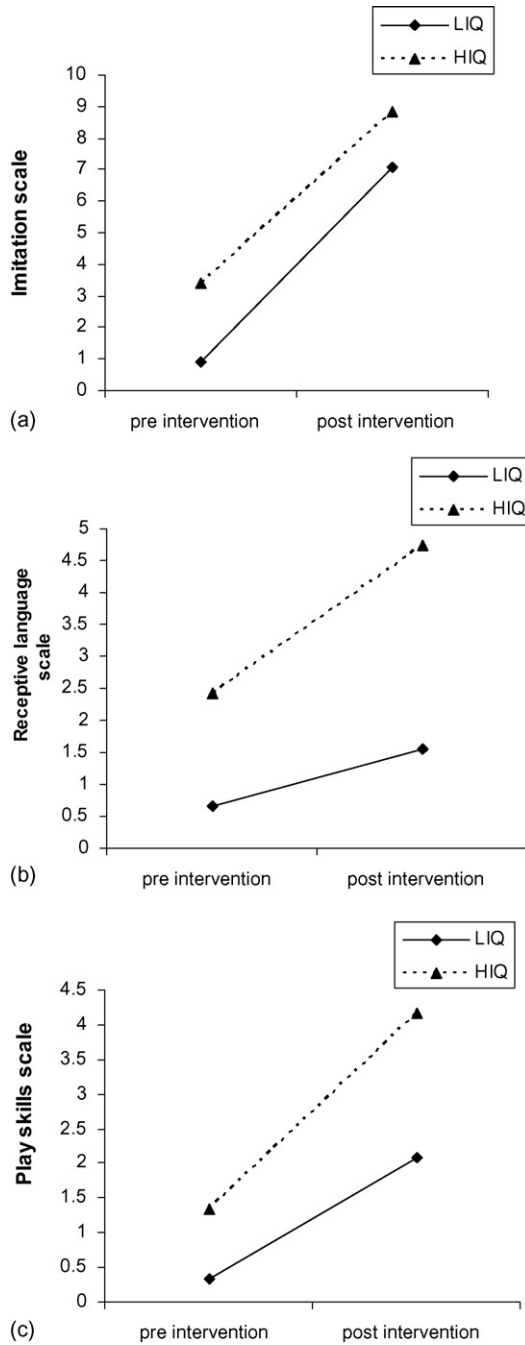 LIQ
HIQ
10
9
8
7
6
5
4
3
2
1
0
Imitation scale
pre intervention
post intervention
(a)
LIQ
HIQ
5
4.5
4
3.5
3
2.5
2
1.5
1
0.5
0
Receptive language
scale
pre intervention
post intervention
(b)
LIQ
HIQ
4.5
4
3.5
3
2.5
2
1.5
1
0.5
0
Play skills scale
pre intervention
post intervention
(c)